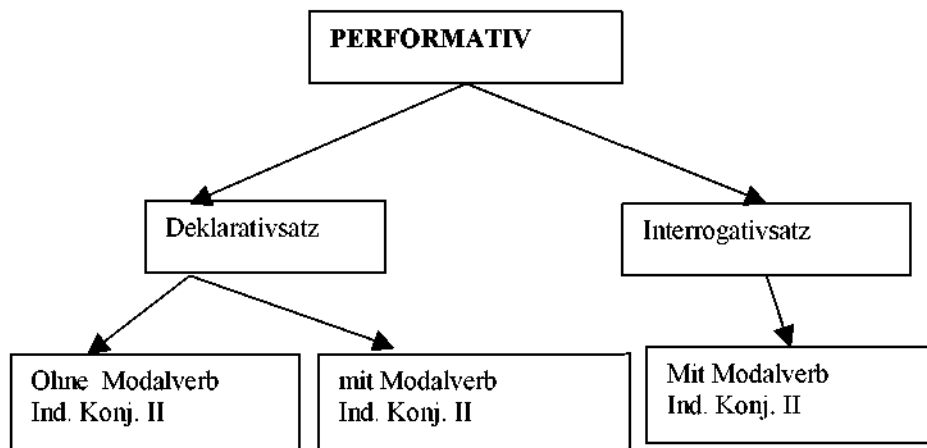 PERFORMATIV
Deklarativsatz
Interrogativsatz
Ohne Modalverb
Ind. Konj. II
mit Modalverb
Ind. Konj. II
Mit Modalverb
Ind. Konj. II